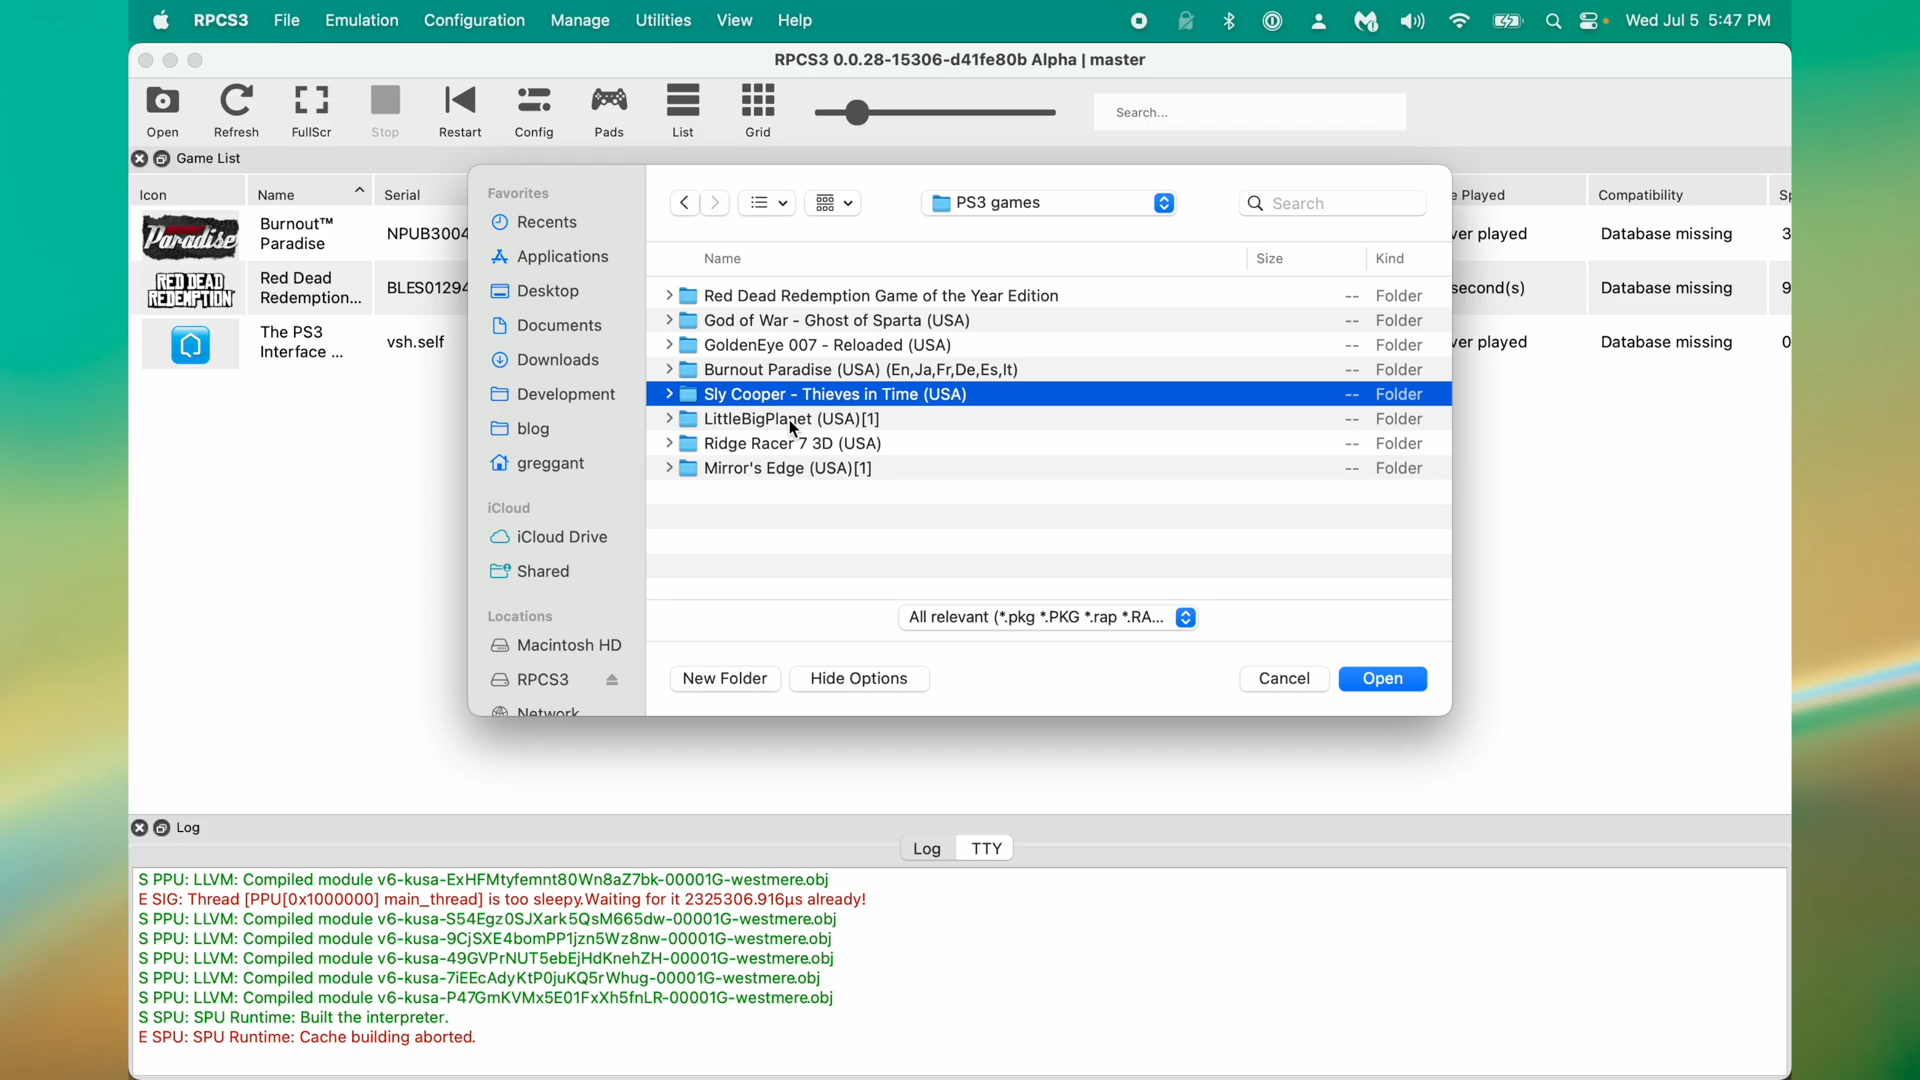 RPCS3 File Emulation Configuration Manage Utilities View Help Wed Jul 5 5:47 PM
RPCS3 0.0.28-15306-d41fe80b Alpha | master
Open Refresh FullScr Stop Restart Config Pads List Grid Search...
Game List
Icon Name Serial Played Compatibility
Paradise Burnout™ Paradise NPUB3004 played Database missing 3
RED DEAD REDEMPTION Red Dead Redemption... BLES01294 second(s) Database missing 9
The PS3 Interface ... vsh.self played Database missing 0
Favorites
Recents
Applications
Desktop
Documents
Downloads
Development
blog
greggant
iCloud
iCloud Drive
Shared
Locations
Macintosh HD
RPCS3
Network
PS3 games Search
Name Size Kind
Red Dead Redemption Game of the Year Edition -- Folder
God of War - Ghost of Sparta (USA) -- Folder
GoldenEye 007 - Reloaded (USA) -- Folder
Burnout Paradise (USA) (En,Ja,Fr,De,Es,It) -- Folder
Sly Cooper - Thieves in Time (USA) -- Folder
LittleBigPlanet (USA)[1] -- Folder
Ridge Racer 7 3D (USA) -- Folder
Mirror's Edge (USA)[1] -- Folder
All relevant (*.pkg *.PKG *.rap *.RA...
New Folder Hide Options Cancel Open
Log
Log TTY
S PPU: LLVM: Compiled module v6-kusa-ExHFMtyfemnt80Wn8aZ7bk-00001G-westmere.obj
E SIG: Thread [PPU[0x1000000] main_thread] is too sleepy.Waiting for it 2325306.916µs already!
S PPU: LLVM: Compiled module v6-kusa-S54Egz0SJXark5QsM665dw-00001G-westmere.obj
S PPU: LLVM: Compiled module v6-kusa-9CjSXE4bomPP1jzn5Wz8nw-00001G-westmere.obj
S PPU: LLVM: Compiled module v6-kusa-49GVPrNUT5ebEjHdKnehZH-00001G-westmere.obj
S PPU: LLVM: Compiled module v6-kusa-7iEEcAdyKtP0juKQ5rWhug-00001G-westmere.obj
S PPU: LLVM: Compiled module v6-kusa-P47GmKVMx5E01FxXh5fnLR-00001G-westmere.obj
S SPU: SPU Runtime: Built the interpreter.
E SPU: SPU Runtime: Cache building aborted.